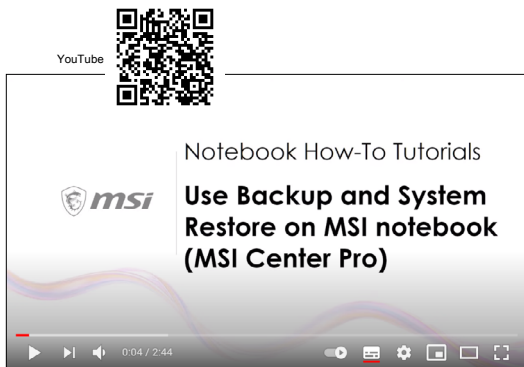 YouTube
Notebook How-To Tutorials
msi
Use Backup and System
Restore on MSI notebook
(MSI Center Pro)
0:04 / 2:44